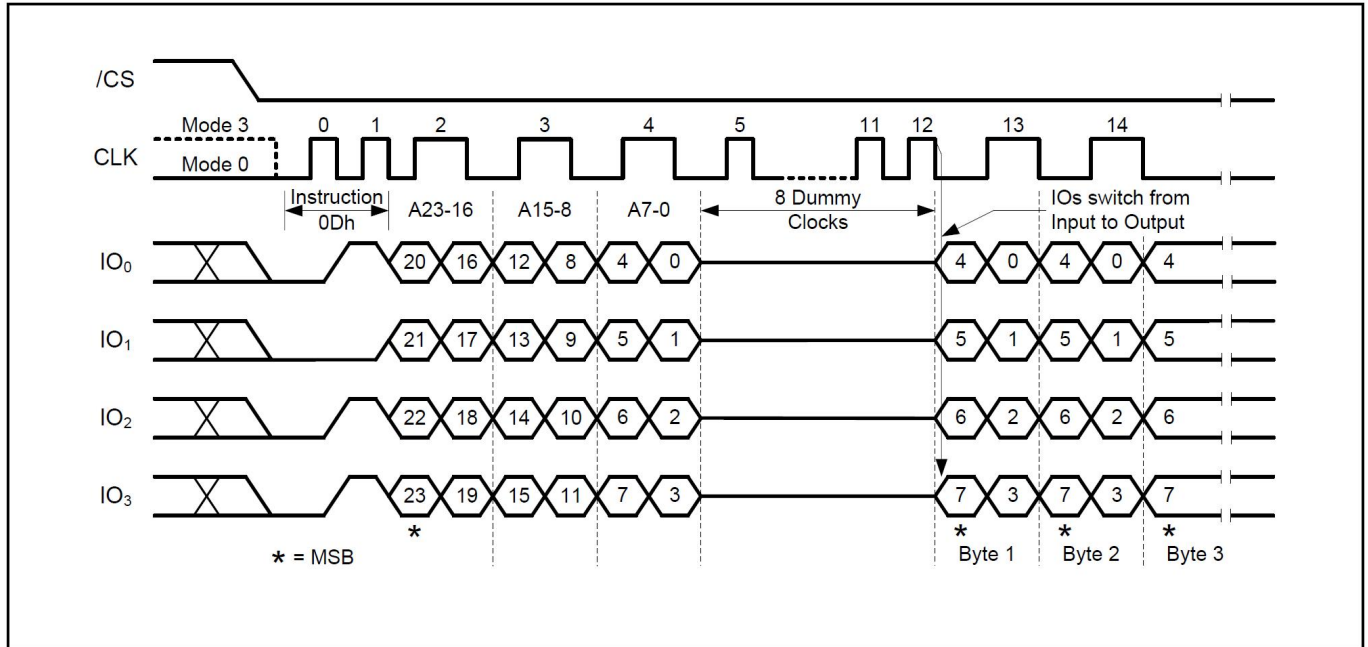 /CS
Mode 3 0 1 2 3 4 5 11 12 13 14
CLK
Mode 0
Instruction 0Dh
A23-16 A15-8 A7-0
8 Dummy Clocks
IOs switch from Input to Output
IO₀ 20 16 12 8 4 0 4 0 4 0 4
IO₁ 21 17 13 9 5 1 5 1 5 1 5
IO₂ 22 18 14 10 6 2 6 2 6 2 6
IO₃ 23 19 15 11 7 3 7 3 7 3 7
* * * *
* = MSB
Byte 1 Byte 2 Byte 3